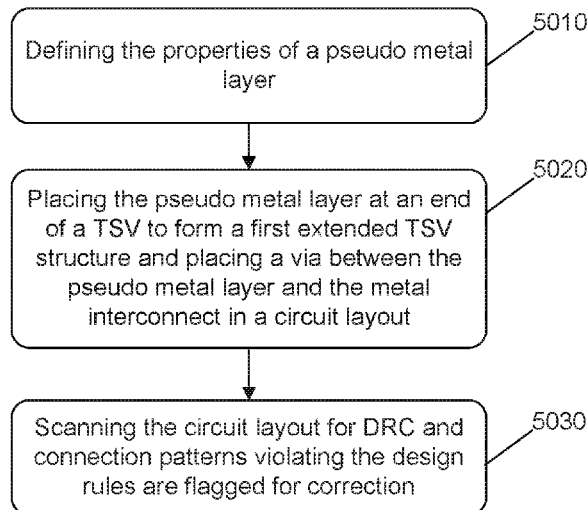 5010
Defining the properties of a pseudo metal
layer
5020
Placing the pseudo metal layer at an end
of a TSV to form a first extended TSV
structure and placing a via between the
pseudo metal layer and the metal
interconnect in a circuit layout
5030
Scanning the circuit layout for DRC and
connection patterns violating the design
rules are flagged for correction